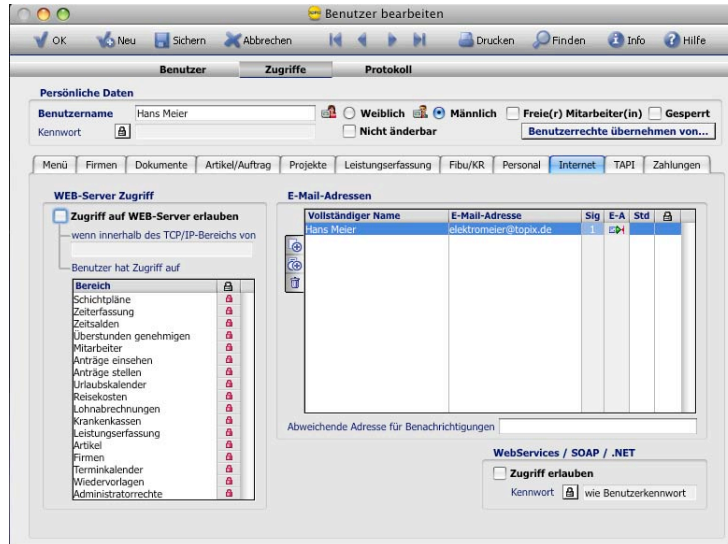 Benutzer bearbeiten
OK Neu Sichern Abbrechen Drucken Finden Info Hilfe
Benutzer Zugriffe Protokoll
Persönliche Daten
Benutzername Hans Meier Weiblich Männlich Freie(r) Mitarbeiter(in) Gesperrt
Kennwort Nicht änderbar Benutzerrechte übernehmen von...
Menü Firmen Dokumente Artikel/Auftrag Projekte Leistungserfassung Fibu/KR Personal Internet TAPI Zahlungen
WEB-Server Zugriff
Zugriff auf WEB-Server erlauben
wenn innerhalb des TCP/IP-Bereichs von
Benutzer hat Zugriff auf
Bereich
Schichtpläne
Zeiterfassung
Zeitsalden
Überstunden genehmigen
Mitarbeiter
Anträge einsehen
Anträge stellen
Urlaubskalender
Reisekosten
Lohnabrechnungen
Krankenkassen
Leistungserfassung
Artikel
Firmen
Terminkalender
Wiedervorlagen
Administratorrechte
E-Mail-Adressen
Vollständiger Name E-Mail-Adresse Sig E-A Std
Hans Meier elektromeier@topix.de 1
Abweichende Adresse für Benachrichtigungen
WebServices / SOAP / .NET
Zugriff erlauben
Kennwort wie Benutzerkennwort